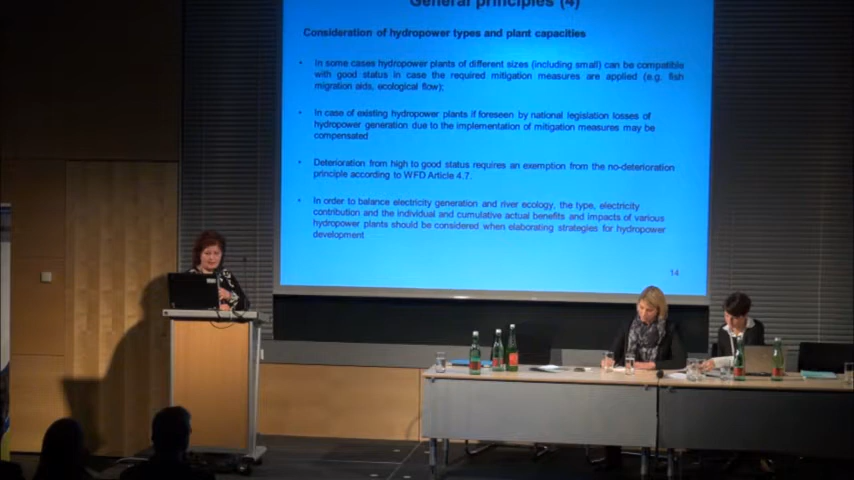 General principles (4)
Consideration of hydropower types and plant capacities
• In some cases hydropower plants of different sizes (including small) can be compatible
with good status in case the required mitigation measures are applied (e.g. fish
migration aids, ecological flow);
• In case of existing hydropower plants if foreseen by national legislation losses of
hydropower generation due to the implementation of mitigation measures may be
compensated
• Deterioration from high to good status requires an exemption from the no-deterioration
principle according to WFD Article 4.7.
• In order to balance electricity generation and river ecology, the type, electricity
contribution and the individual and cumulative actual benefits and impacts of various
hydropower plants should be considered when elaborating strategies for hydropower
development
14